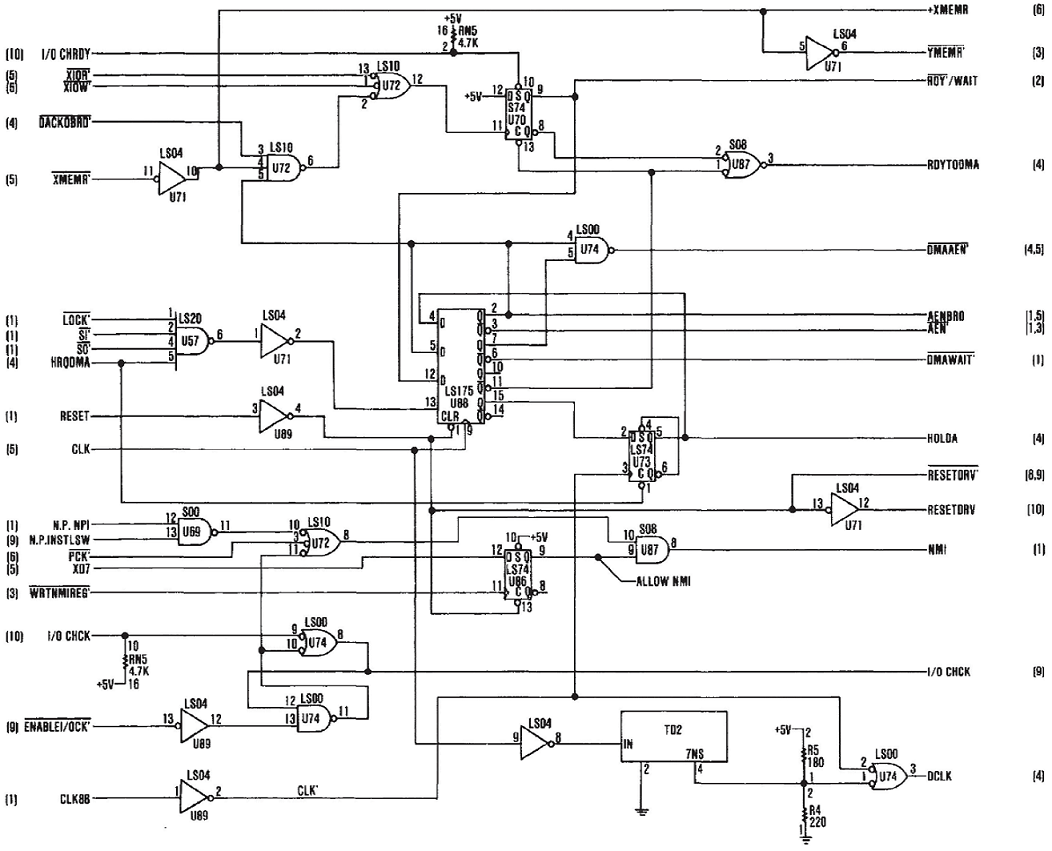 +XMEMR (6)
+5V
16 RN5
4.7K
2
LS04
5 6
U71
YMEMR' (3)
(10) I/O CHRDY
(5) XIOR'
(5) XIOW'
13 LS10
1 U72 12
2
+5V 12 D S Q 9
10
S74
U70
11 C Q 8
13
RDY'/WAIT (2)
(4) DACK0BRD'
LS10
3
4 U72 6
5
LS04
11 10
U71
(5) XMEMR'
S08
2
1 U87 3
RDYTODMA (4)
LS00
4
5 U74
DMAAEN' (4,5)
(1) LOCK'
(1) S1'
(1) S0'
(4) HRQDMA
1 LS20
2
4 U57 6
5
LS04
1 2
U71
4 D Q 2
Q 3
5 D Q 7
Q 6
12 D Q 10
Q 11
LS175 Q 15
13 U88 Q 14
CLR
1 9
AENBRD (1,5)
AEN' (1,3)
DMAWAIT' (1)
(1) RESET
LS04
3 4
U89
(5) CLK
4
2 D S Q 5
LS74
U73
3 C Q 6
1
HOLDA (4)
RESETDRV' (8,9)
LS04
13 12
U71
RESETDRV (10)
(1) N.P. NPI
(9) N.P.INSTLSW
S00
12
13 U69 11
(6) PCK'
(5) XD7
LS10
10
3 U72 8
11
10 +5V
12 D S Q 9
LS74
U86
11 C Q 8
13
S08
10
9 U87 8
NMI (1)
ALLOW NMI
(3) WRTNMIREG'
(10) I/O CHCK
10
RN5
4.7K
+5V 16
LS00
9 8
10 U74
I/O CHCK (9)
LS00
12
13 U74 11
(9) ENABLEI/OCK'
LS04
13 12
U89
LS04
9 8
IN TD2
7NS
2 4
+5V 2
R5
180
1
2
R4
220
1
LS00
2
1 U74 3
DCLK (4)
(1) CLK88
LS04
1 2
U89
CLK'